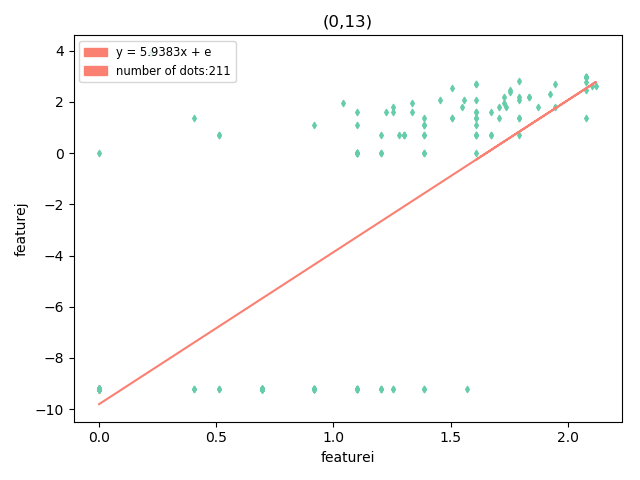 (0,13)
y = 5.9383x + e
number of dots:211
4
2
0
−2
−4
−6
−8
−10
featurej
0.0 0.5 1.0 1.5 2.0
featurei